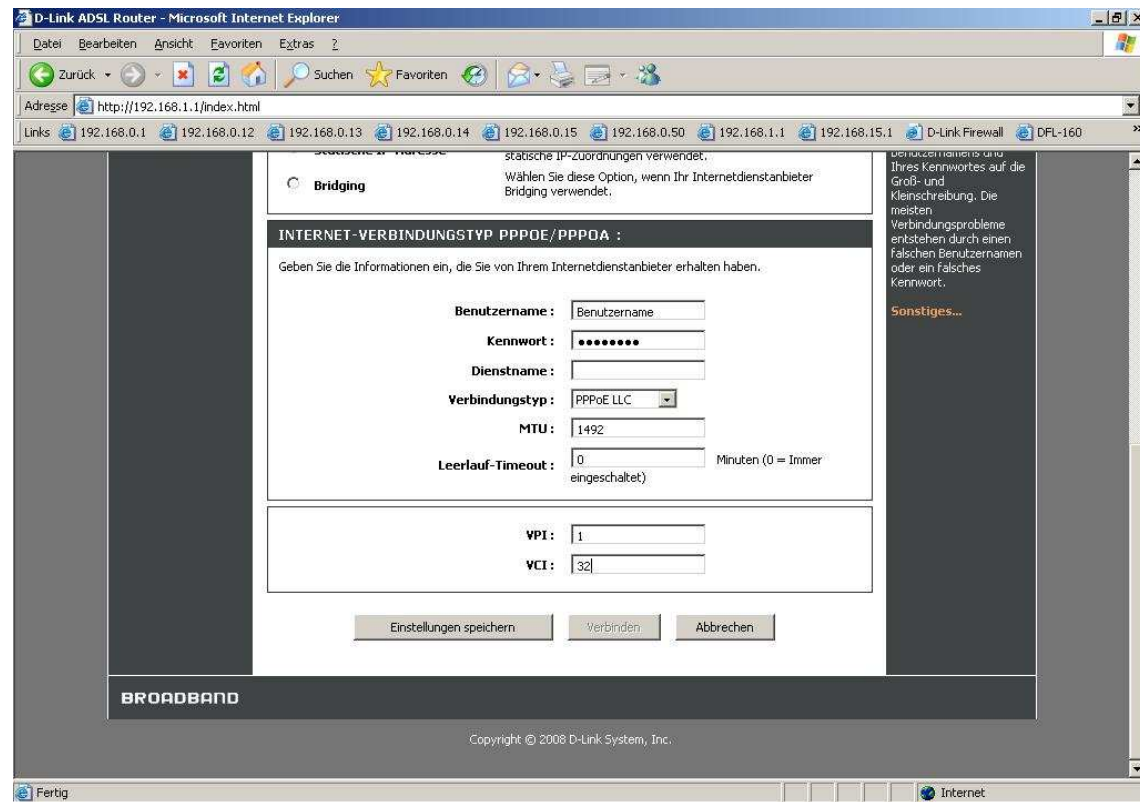 D-Link ADSL Router - Microsoft Internet Explorer
Datei Bearbeiten Ansicht Favoriten Extras ?
Zurück Suchen Favoriten
Adresse http://192.168.1.1/index.html
Links 192.168.0.1 192.168.0.12 192.168.0.13 192.168.0.14 192.168.0.15 192.168.0.50 192.168.1.1 192.168.15.1 D-Link Firewall DFL-160 »
Statische IP-Adresse
statische IP-Zuordnungen verwendet.
Bridging
Wählen Sie diese Option, wenn Ihr Internetdienstanbieter
Bridging verwendet.
INTERNET-VERBINDUNGSTYP PPPOE/PPPOA :
Geben Sie die Informationen ein, die Sie von Ihrem Internetdienstanbieter erhalten haben.
Benutzername : Benutzername
Kennwort : ●●●●●●●●
Dienstname :
Verbindungstyp : PPPoE LLC
MTU : 1492
Leerlauf-Timeout : 0 Minuten (0 = Immer
eingeschaltet)
VPI : 1
VCI : 32
Einstellungen speichern Verbinden Abbrechen
Benutzernamens und
Ihres Kennwortes auf die
Groß- und
Kleinschreibung. Die
meisten
Verbindungsprobleme
entstehen durch einen
falschen Benutzernamen
oder ein falsches
Kennwort.
Sonstiges...
BROADBAND
Copyright © 2008 D-Link System, Inc.
Fertig
Internet